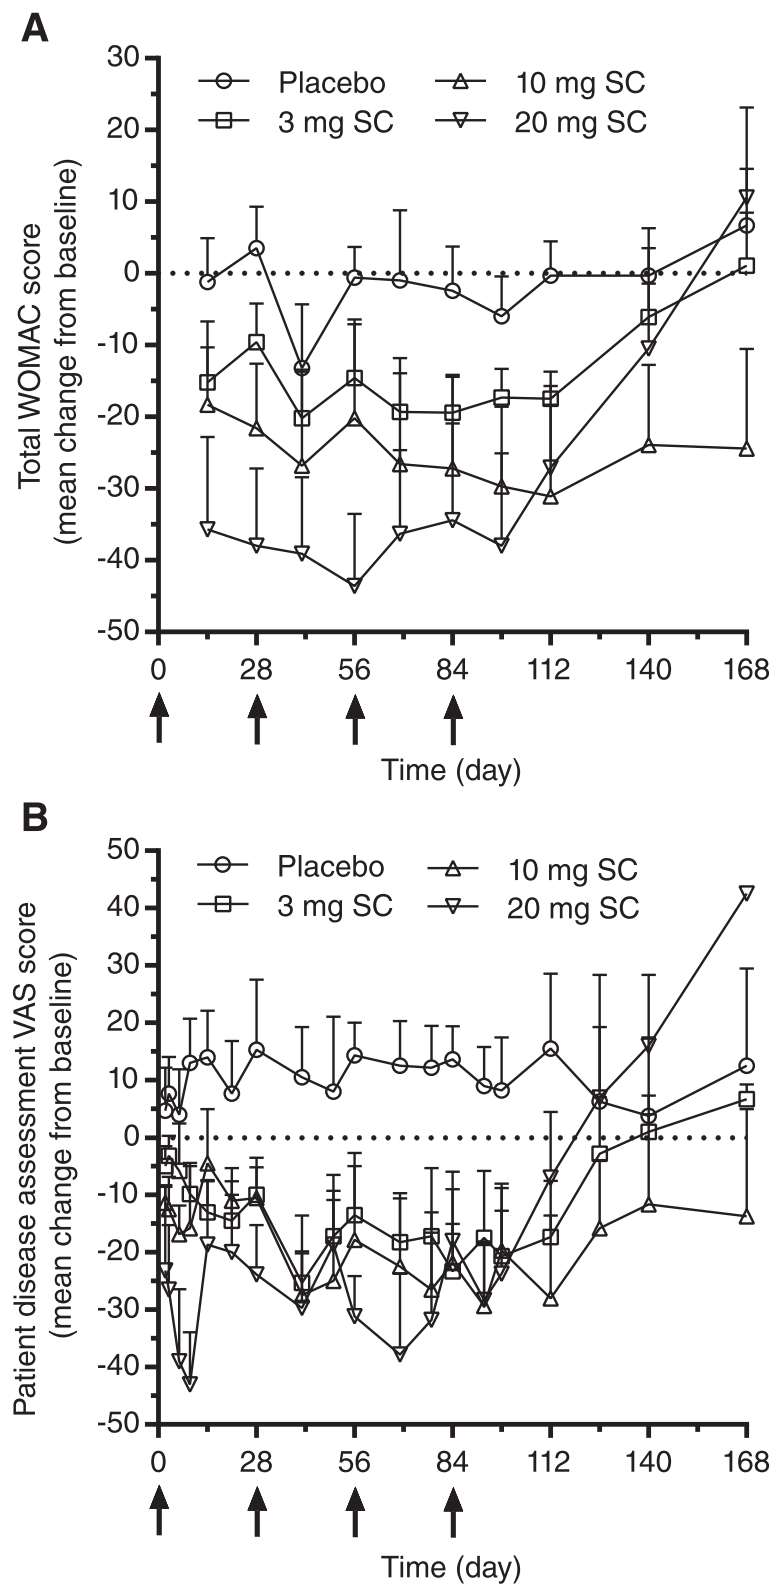 A
30
20
10
0
-10
-20
-30
-40
-50
Total WOMAC score
(mean change from baseline)
Placebo
10 mg SC
3 mg SC
20 mg SC
0 28 56 84 112 140 168
Time (day)
B
50
40
30
20
10
0
-10
-20
-30
-40
-50
Patient disease assessment VAS score
(mean change from baseline)
Placebo
10 mg SC
3 mg SC
20 mg SC
0 28 56 84 112 140 168
Time (day)